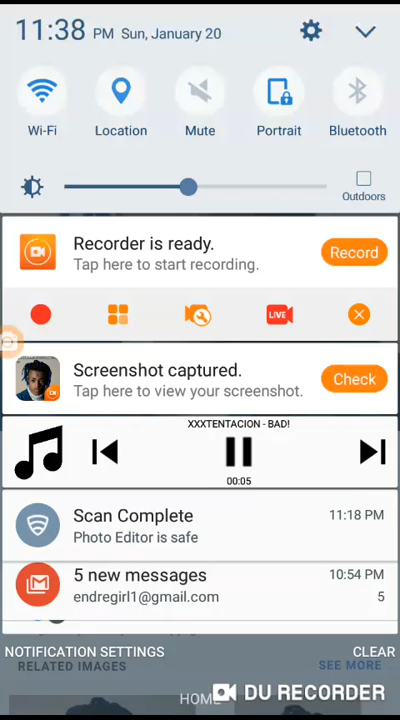 11:38 PM Sun, January 20
Wi-Fi Location Mute Portrait Bluetooth
Outdoors
Recorder is ready.
Record
Tap here to start recording.
LIVE
Screenshot captured.
Check
Tap here to view your screenshot.
XXXTENTACION - BAD!
00:05
Scan Complete 11:18 PM
Photo Editor is safe
5 new messages 10:54 PM
endregirl1@gmail.com 5
NOTIFICATION SETTINGS CLEAR
RELATED IMAGES SEE MORE
HOME
DU RECORDER